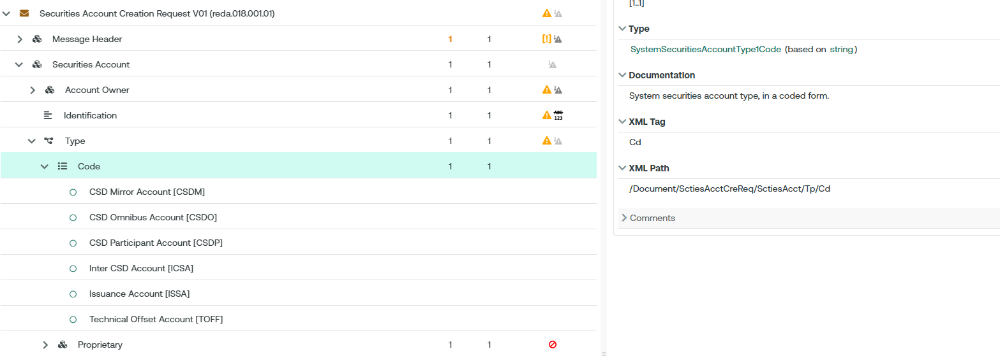 Securities Account Creation Request V01 (reda.018.001.01)
Message Header 1 1
Securities Account 1 1
Account Owner 1 1
Identification 1 1 ABC 123
Type 1 1
Code 1 1
CSD Mirror Account [CSDM]
CSD Omnibus Account [CSDO]
CSD Participant Account [CSDP]
Inter CSD Account [ICSA]
Issuance Account [ISSA]
Technical Offset Account [TOFF]
Proprietary 1 1
[1..1]
Type
SystemSecuritiesAccountType1Code (based on string)
Documentation
System securities account type, in a coded form.
XML Tag
Cd
XML Path
/Document/SctiesAcctCreReq/SctiesAcct/Tp/Cd
Comments